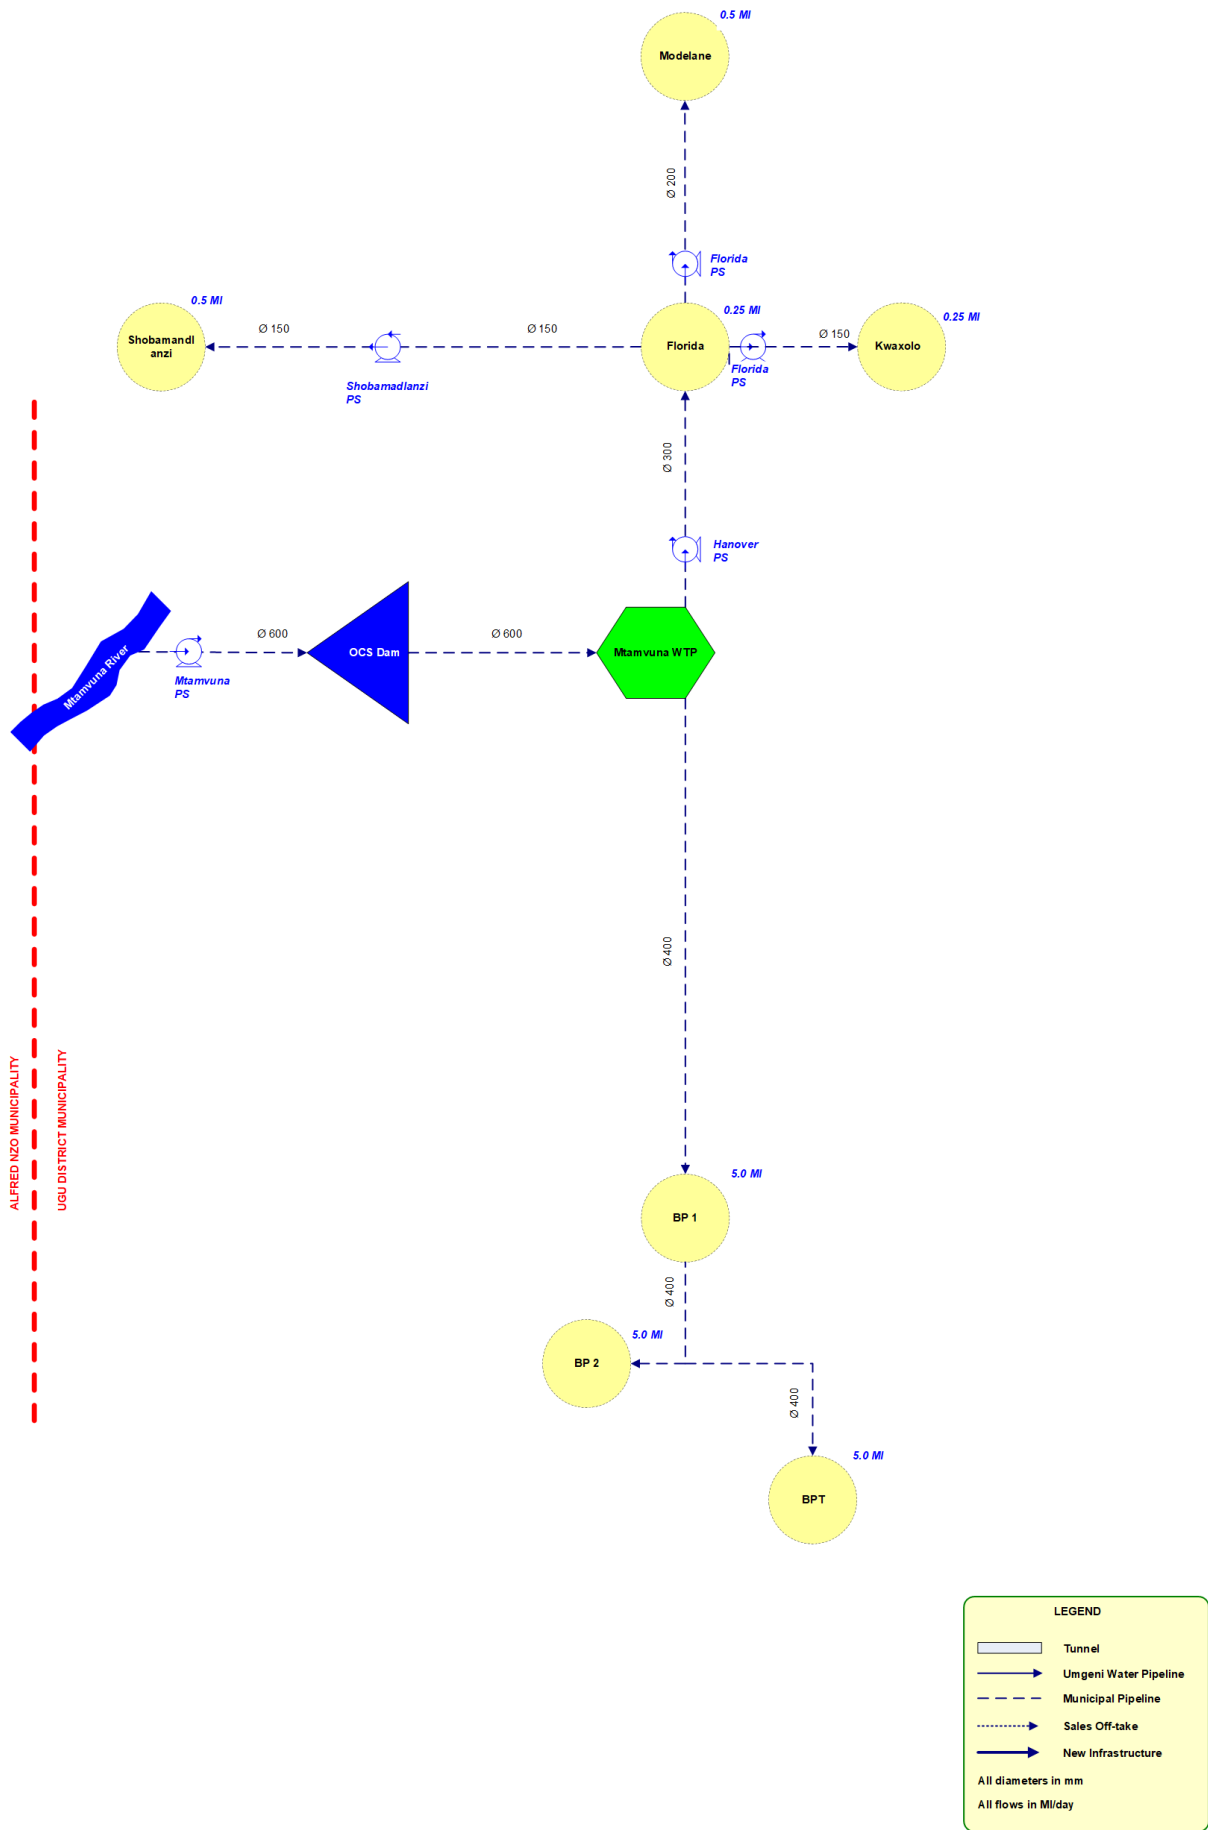 0.5 Ml
Modelane
Ø 200
Florida
PS
0.5 Ml
Shobamandl
anzi
Ø 150
Shobamadlanzi
PS
Ø 150
0.25 Ml
Florida
Florida
PS
Ø 150
0.25 Ml
Kwaxolo
Ø 300
Hanover
PS
Mtamvuna River
Mtamvuna
PS
Ø 600
OCS Dam
Ø 600
Mtamvuna WTP
Ø 400
ALFRED NZO MUNICIPALITY
UGU DISTRICT MUNICIPALITY
5.0 Ml
BP 1
Ø 400
5.0 Ml
BP 2
Ø 400
5.0 Ml
BPT
LEGEND
Tunnel
Umgeni Water Pipeline
Municipal Pipeline
Sales Off-take
New Infrastructure
All diameters in mm
All flows in Ml/day